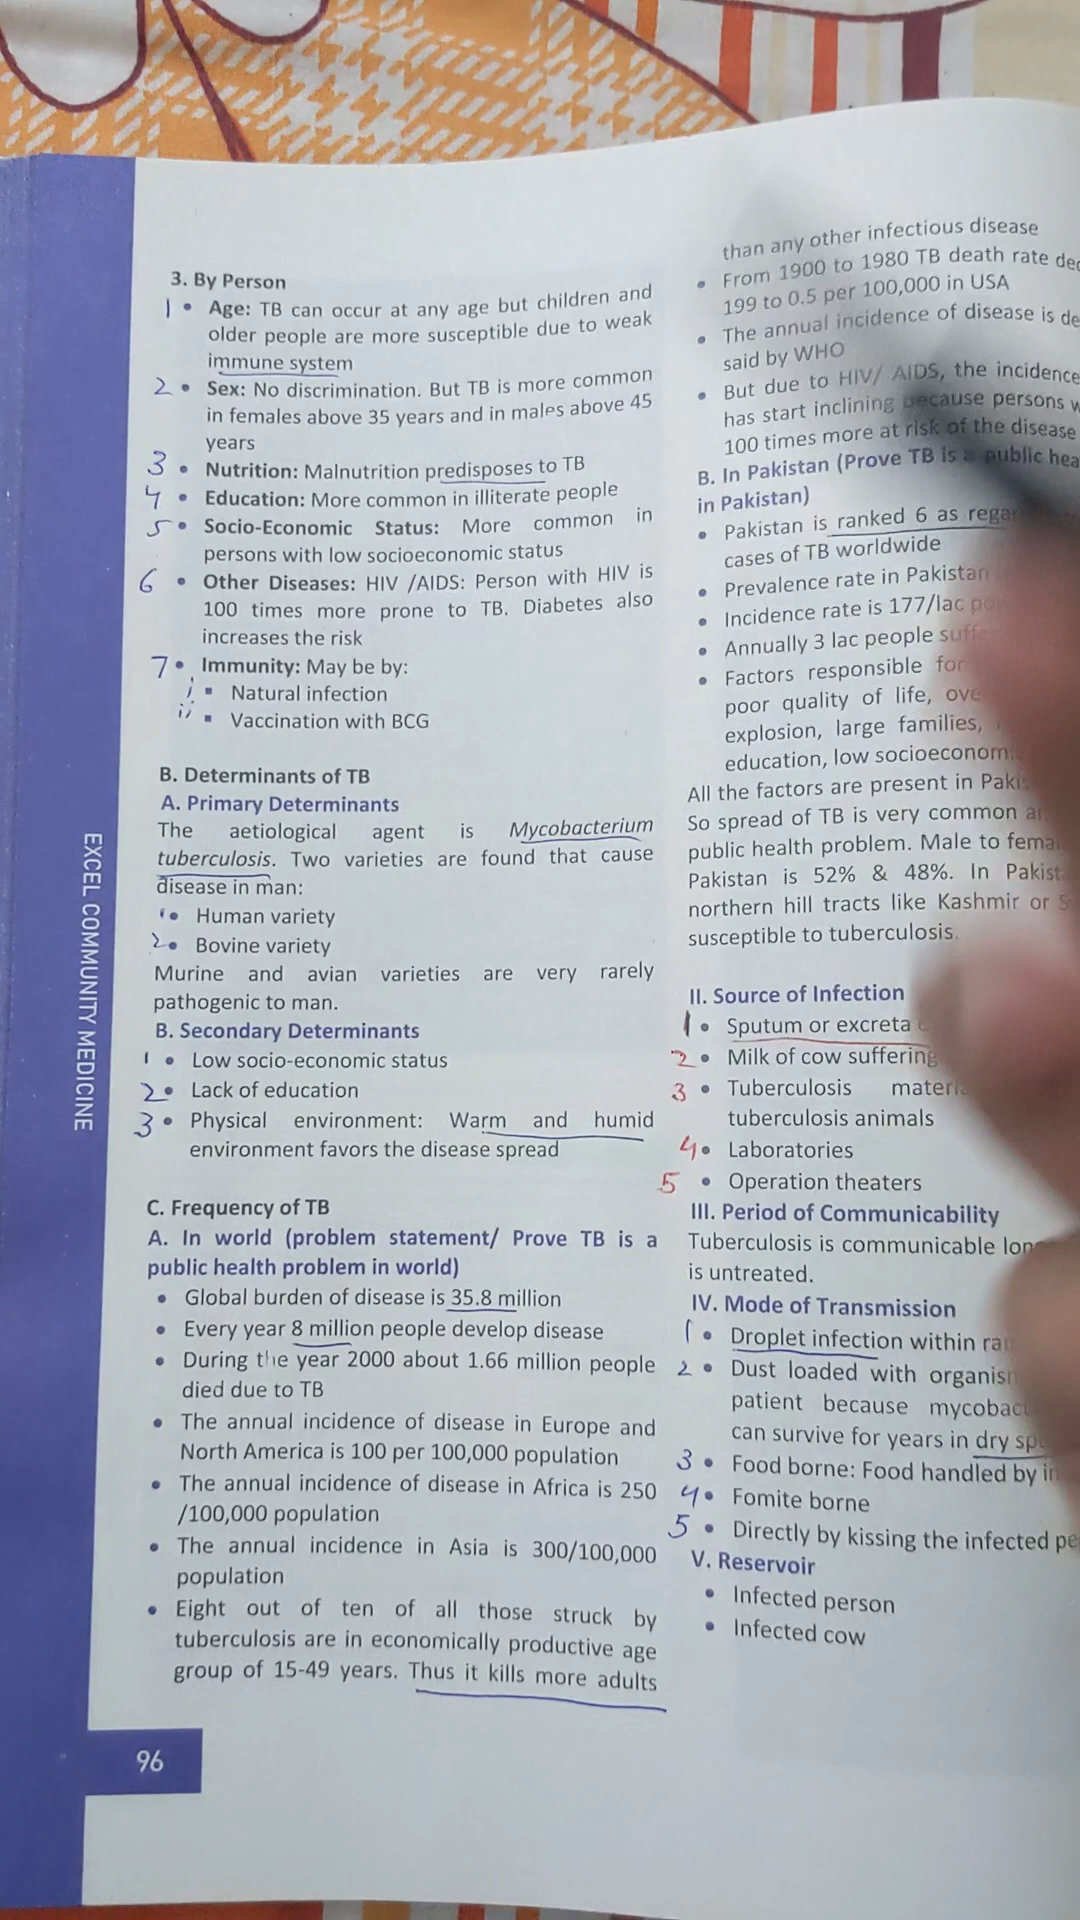 3. By Person
1 • Age: TB can occur at any age but children and
older people are more susceptible due to weak
immune system
2 • Sex: No discrimination. But TB is more common
in females above 35 years and in males above 45
years
3 • Nutrition: Malnutrition predisposes to TB
4 • Education: More common in illiterate people
5 • Socio-Economic Status: More common in
persons with low socioeconomic status
6 • Other Diseases: HIV /AIDS: Person with HIV is
100 times more prone to TB. Diabetes also
increases the risk
7 • Immunity: May be by:
i ▪ Natural infection
ii ▪ Vaccination with BCG
B. Determinants of TB
A. Primary Determinants
The aetiological agent is Mycobacterium
tuberculosis. Two varieties are found that cause
disease in man:
1 • Human variety
2 • Bovine variety
Murine and avian varieties are very rarely
pathogenic to man.
B. Secondary Determinants
1 • Low socio-economic status
2 • Lack of education
3 • Physical environment: Warm and humid
environment favors the disease spread
C. Frequency of TB
A. In world (problem statement/ Prove TB is a
public health problem in world)
• Global burden of disease is 35.8 million
• Every year 8 million people develop disease
• During the year 2000 about 1.66 million people
died due to TB
• The annual incidence of disease in Europe and
North America is 100 per 100,000 population
• The annual incidence of disease in Africa is 250
/100,000 population
• The annual incidence in Asia is 300/100,000
population
• Eight out of ten of all those struck by
tuberculosis are in economically productive age
group of 15-49 years. Thus it kills more adults
than any other infectious disease
• From 1900 to 1980 TB death rate
199 to 0.5 per 100,000 in USA
• The annual incidence of disease is
said by WHO
• But due to HIV/ AIDS, the incidence
has start inclining because persons
100 times more at risk of the disease
B. In Pakistan (Prove TB is a public
in Pakistan)
• Pakistan is ranked 6 as
cases of TB worldwide
• Prevalence rate in Pakistan
• Incidence rate is 177/lac
• Annually 3 lac people
• Factors responsible for
poor quality of life,
explosion, large families,
education, low
All the factors are present in
So spread of TB is very common
public health problem. Male to
Pakistan is 52% & 48%. In
northern hill tracts like Kashmir or
susceptible to tuberculosis.
II. Source of Infection
1 • Sputum or excreta
2 • Milk of cow suffering
3 • Tuberculosis
tuberculosis animals
4 • Laboratories
5 • Operation theaters
III. Period of Communicability
Tuberculosis is communicable
is untreated.
IV. Mode of Transmission
1 • Droplet infection within
2 • Dust loaded with
patient because
can survive for years in dry
3 • Food borne: Food handled by
4 • Fomite borne
5 • Directly by kissing the infected
V. Reservoir
• Infected person
• Infected cow
EXCEL COMMUNITY MEDICINE
96